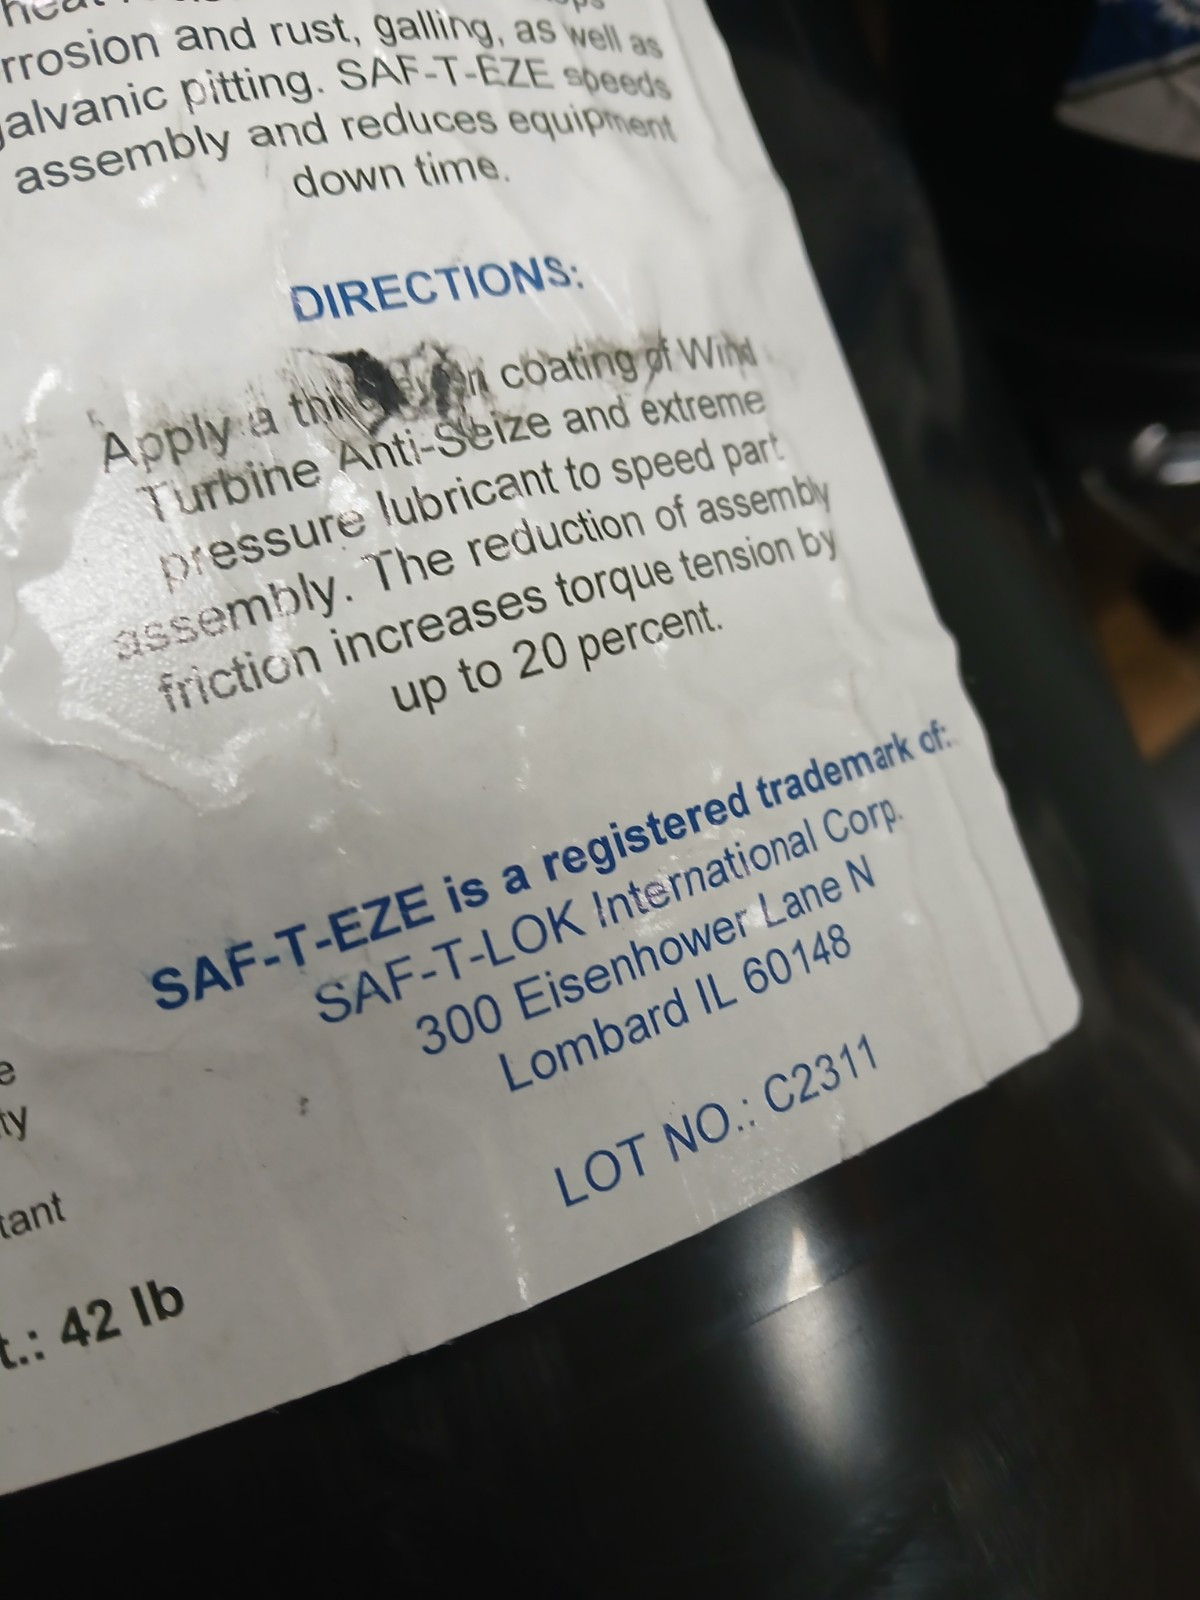 rrosion and rust, galling, as well as
alvanic pitting. SAF-T-EZE speeds
assembly and reduces equipment
down time.
DIRECTIONS:
Apply a thin even coating of Wind
Turbine Anti-Seize and extreme
pressure lubricant to speed part
assembly. The reduction of assembly
friction increases torque tension by
up to 20 percent.
SAF-T-EZE is a registered trademark of:
SAF-T-LOK International Corp.
300 Eisenhower Lane N
Lombard IL 60148
LOT NO.: C2311
e
ty
tant
t.: 42 lb